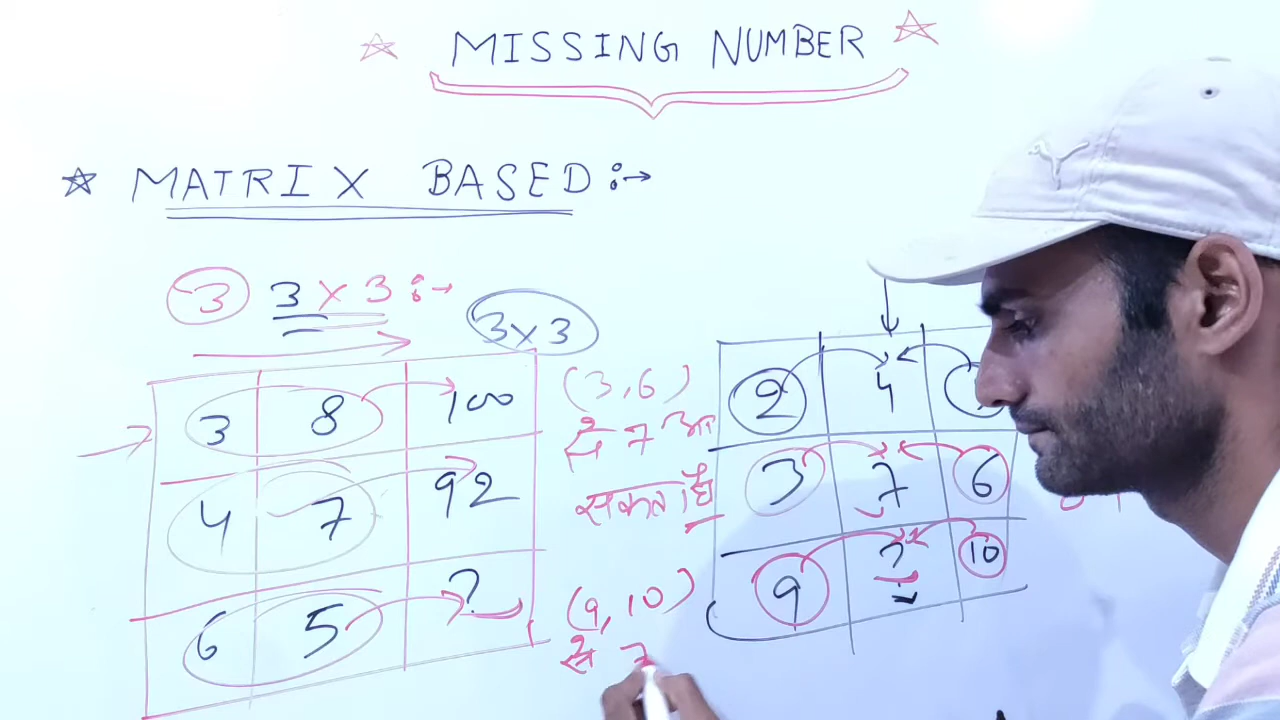 ☆ MISSING NUMBER ☆
☆ MATRIX BASED :→
3 3 x 3 :→
3x3
3 8 100
4 7 92
6 5 ?
(3,6)
से 7 आ
सकता है
(9,10)
से ?
2 4
3 7 6
9 ? 10